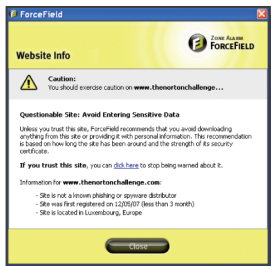 ForceField
ZONE ALARM
FORCEFIELD
Website Info
Caution:
You should exercise caution on www.thenortonchallenge...
Questionable Site: Avoid Entering Sensitive Data
Unless you trust this site, ForceField recommends that you avoid downloading
anything from this site or providing it with personal information. This recommendation
is based on how long the site has been around and the strength of its security
certificate.
If you trust this site, you can click here to stop being warned about it.
Information for www.thenortonchallenge.com:
- Site is not a known phishing or spyware distributor
- Site was first registered on 12/05/07 (less than 3 month)
- Site is located in Luxembourg, Europe
Close